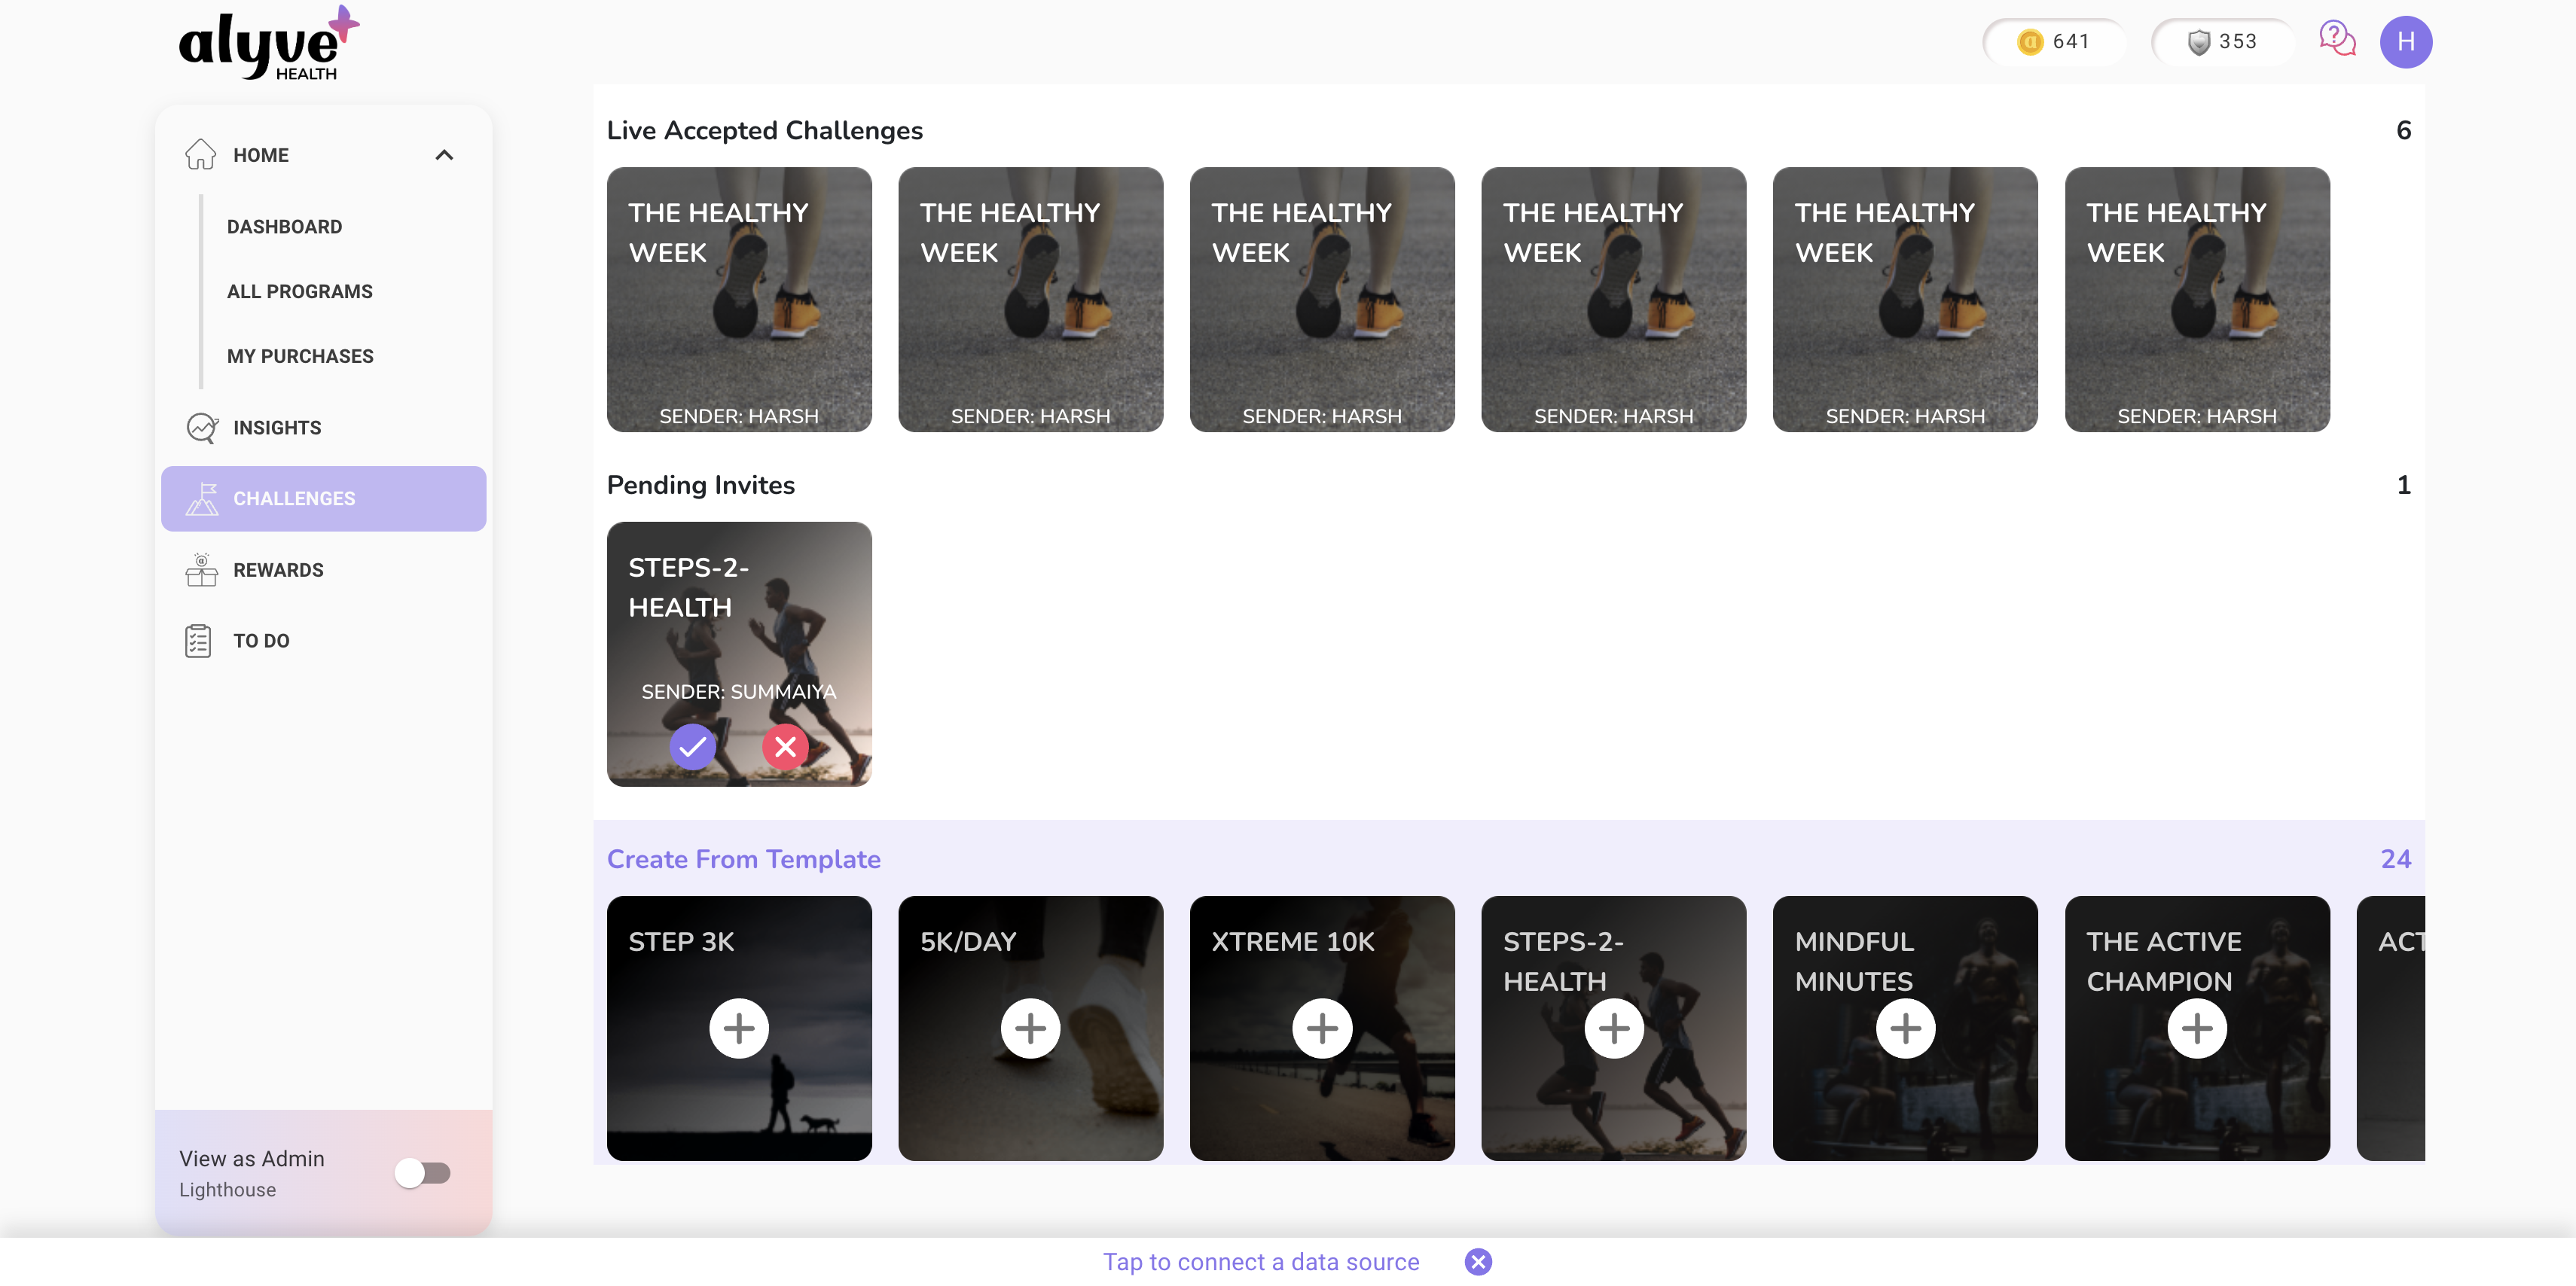 alyve
HEALTH
641
353
H
HOME
DASHBOARD
ALL PROGRAMS
MY PURCHASES
INSIGHTS
CHALLENGES
REWARDS
TO DO
View as Admin
Lighthouse
Live Accepted Challenges
6
THE HEALTHY
WEEK
SENDER: HARSH
THE HEALTHY
WEEK
SENDER: HARSH
THE HEALTHY
WEEK
SENDER: HARSH
THE HEALTHY
WEEK
SENDER: HARSH
THE HEALTHY
WEEK
SENDER: HARSH
THE HEALTHY
WEEK
SENDER: HARSH
Pending Invites
1
STEPS-2-
HEALTH
SENDER: SUMMAIYA
Create From Template
24
STEP 3K
5K/DAY
XTREME 10K
STEPS-2-
HEALTH
MINDFUL
MINUTES
THE ACTIVE
CHAMPION
ACT
Tap to connect a data source